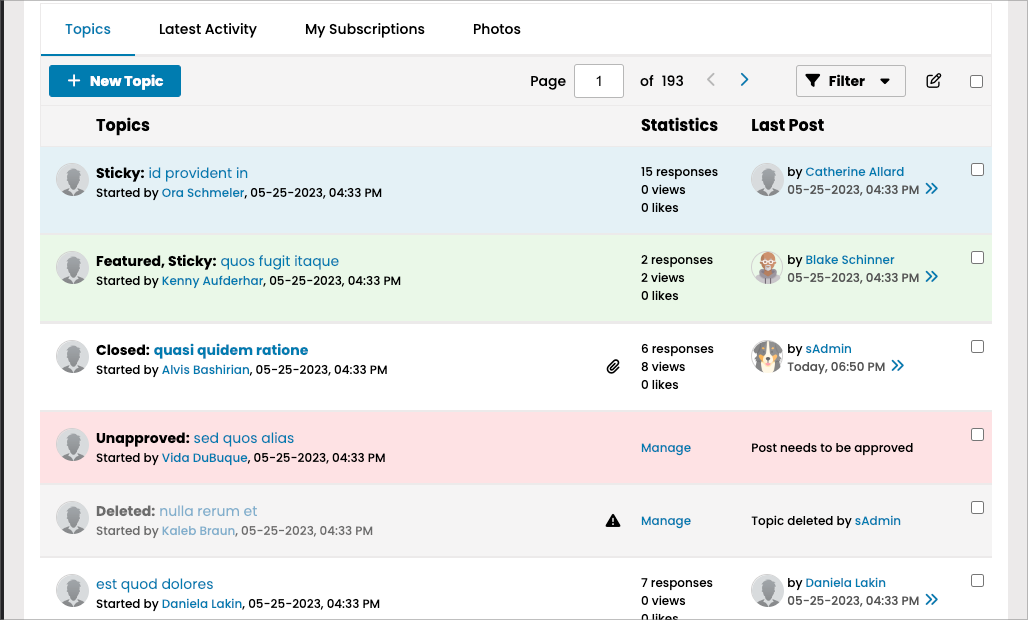 Topics Latest Activity My Subscriptions Photos
+ New Topic Page 1 of 193 Filter
Topics Statistics Last Post
Sticky: id provident in
Started by Ora Schmeler, 05-25-2023, 04:33 PM
15 responses
0 views
0 likes
by Catherine Allard
05-25-2023, 04:33 PM
Featured, Sticky: quos fugit itaque
Started by Kenny Aufderhar, 05-25-2023, 04:33 PM
2 responses
2 views
0 likes
by Blake Schinner
05-25-2023, 04:33 PM
Closed: quasi quidem ratione
Started by Alvis Bashirian, 05-25-2023, 04:33 PM
6 responses
8 views
0 likes
by sAdmin
Today, 06:50 PM
Unapproved: sed quos alias
Started by Vida DuBuque, 05-25-2023, 04:33 PM
Manage
Post needs to be approved
Deleted: nulla rerum et
Started by Kaleb Braun, 05-25-2023, 04:33 PM
Manage
Topic deleted by sAdmin
est quod dolores
Started by Daniela Lakin, 05-25-2023, 04:33 PM
7 responses
0 views
0 likes
by Daniela Lakin
05-25-2023, 04:33 PM